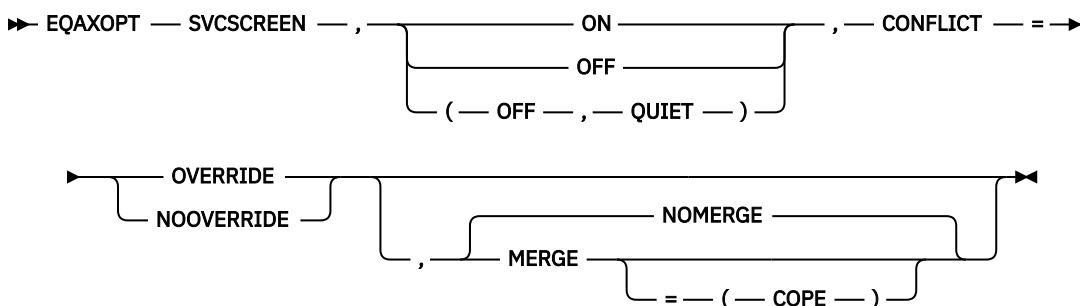 EQAXOPT SVCSCREEN , ON , CONFLICT =
OFF
( OFF , QUIET )
OVERRIDE
NOOVERRIDE
NOMERGE
, MERGE
= ( COPE )